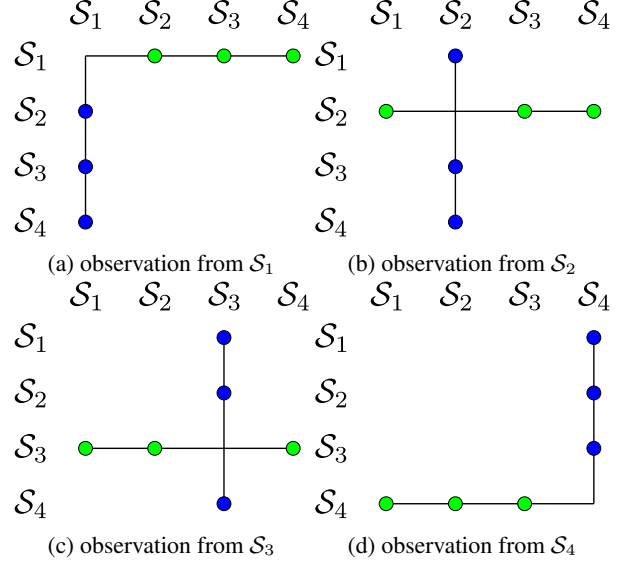 𝒮₁ 𝒮₂ 𝒮₃ 𝒮₄ 𝒮₁ 𝒮₂ 𝒮₃ 𝒮₄
𝒮₁ 𝒮₁
𝒮₂ 𝒮₂
𝒮₃ 𝒮₃
𝒮₄ 𝒮₄
(a) observation from 𝒮₁ (b) observation from 𝒮₂
𝒮₁ 𝒮₂ 𝒮₃ 𝒮₄ 𝒮₁ 𝒮₂ 𝒮₃ 𝒮₄
𝒮₁ 𝒮₁
𝒮₂ 𝒮₂
𝒮₃ 𝒮₃
𝒮₄ 𝒮₄
(c) observation from 𝒮₃ (d) observation from 𝒮₄